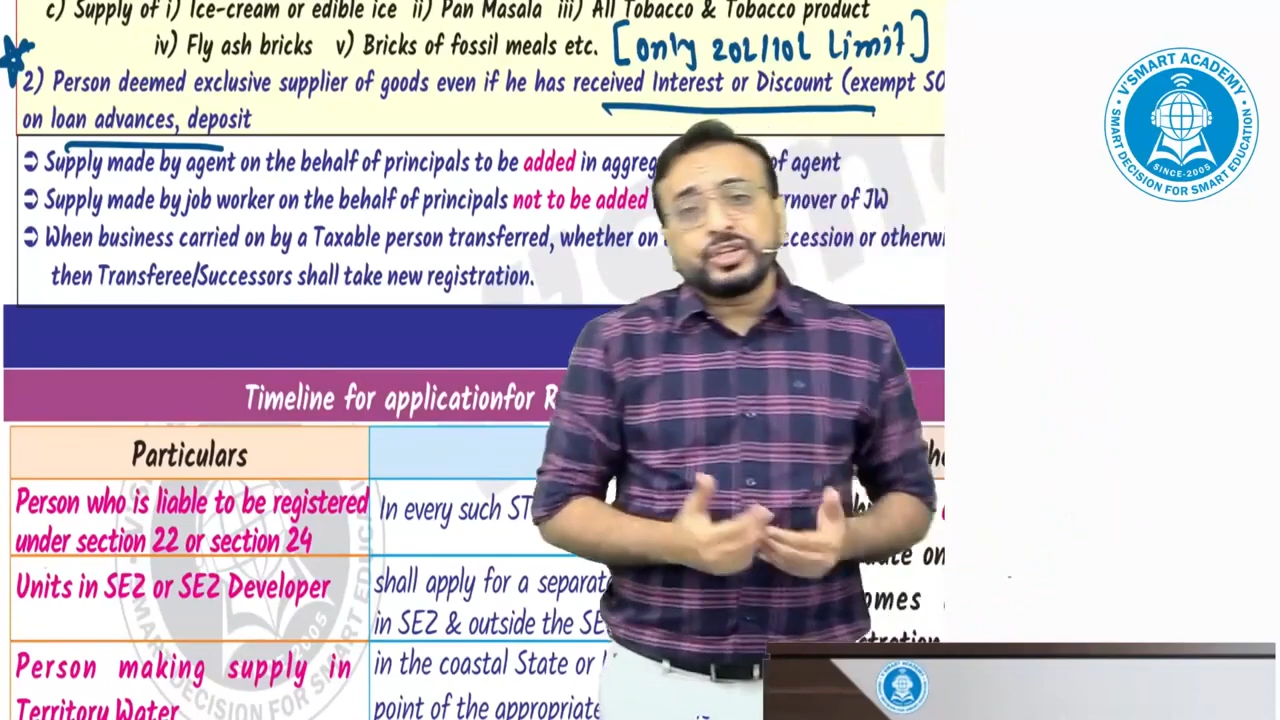 c) Supply of i) Ice-cream or edible ice ii) Pan Masala iii) All Tobacco & Tobacco product
iv) Fly ash bricks v) Bricks of fossil meals etc. [only 20L/10L Limit]
2) Person deemed exclusive supplier of goods even if he has received Interest or Discount (exempt SO
on loan advances, deposit
➲ Supply made by agent on the behalf of principals to be added in aggreg of agent
➲ Supply made by job worker on the behalf of principals not to be added rnover of JW
➲ When business carried on by a Taxable person transferred, whether on ccession or otherwi
then Transferee/Successors shall take new registration.
Timeline for applicationfor R
Particulars
Person who is liable to be registered
under section 22 or section 24
In every such ST
Units in SEZ or SEZ Developer
shall apply for a separat
in SEZ & outside the SE
omes
Person making supply in
Territory Water
in the coastal State or
point of the appropriate
V'SMART ACADEMY
SINCE-2005
SMART DECISION FOR SMART EDUCATION